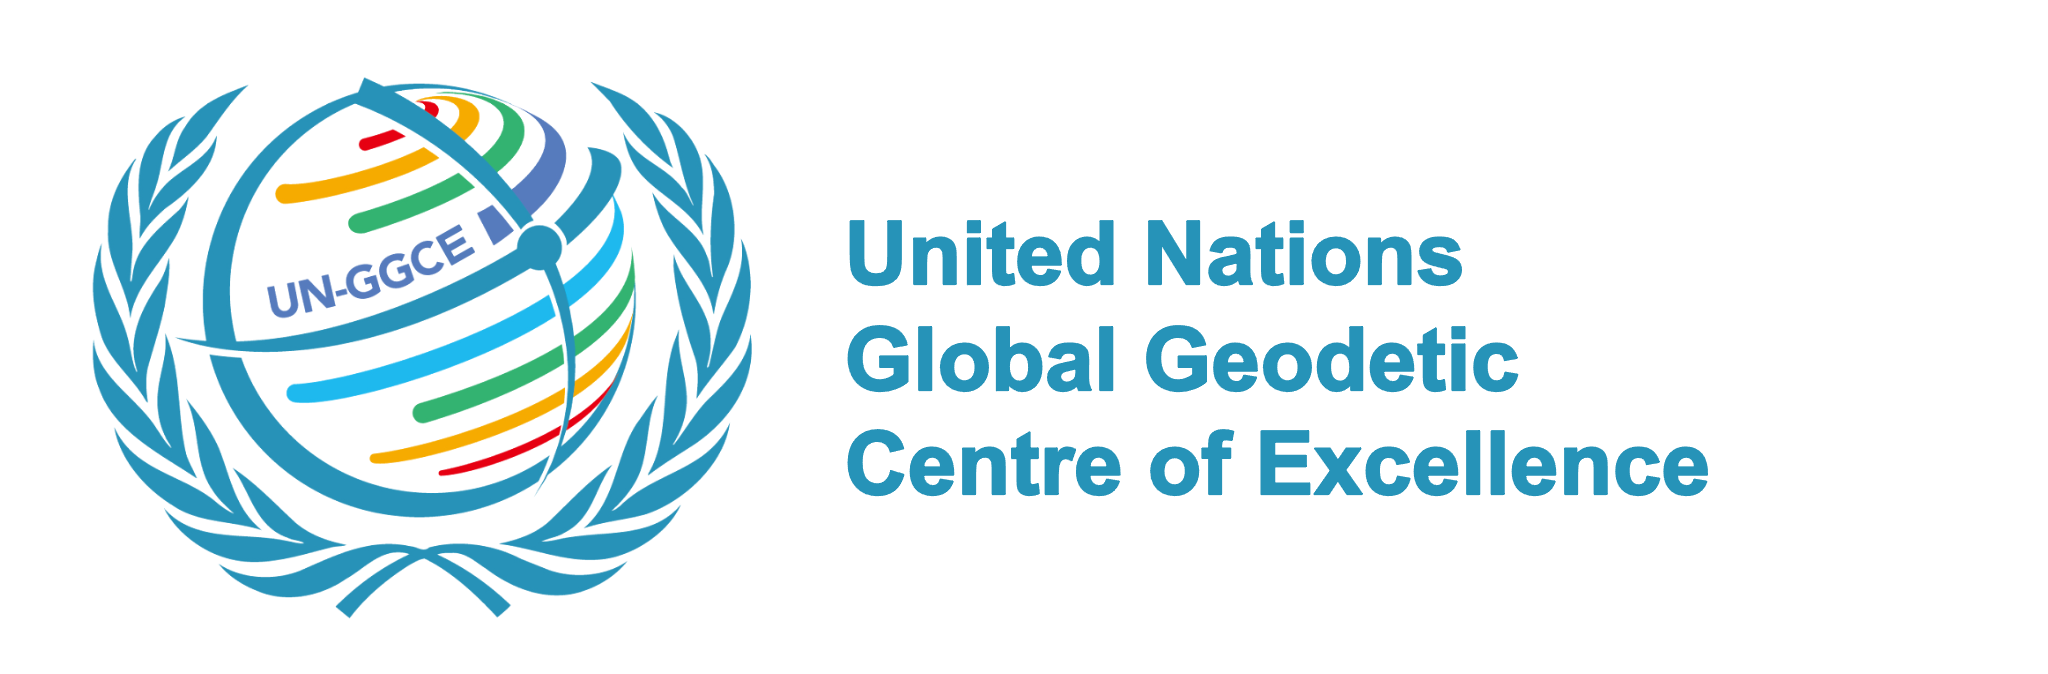 UN-GGCE
United Nations
Global Geodetic
Centre of Excellence